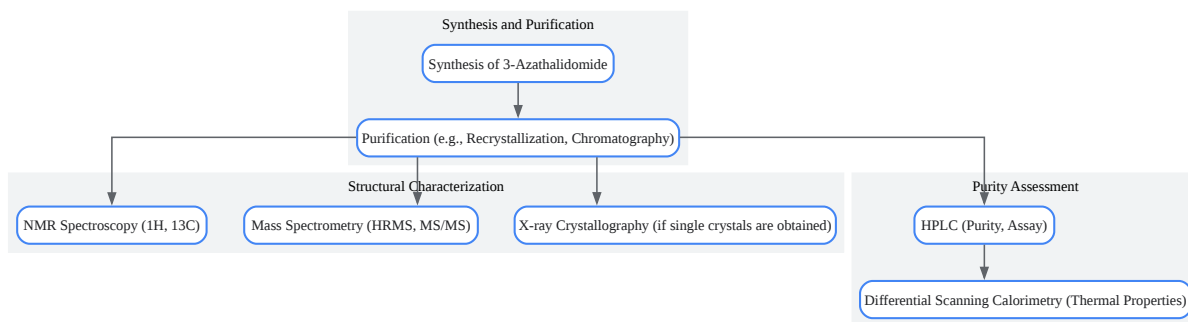 Synthesis and Purification
Synthesis of 3-Azathalidomide
Purification (e.g., Recrystallization, Chromatography)
Structural Characterization
Purity Assessment
NMR Spectroscopy (1H, 13C)
Mass Spectrometry (HRMS, MS/MS)
X-ray Crystallography (if single crystals are obtained)
HPLC (Purity, Assay)
Differential Scanning Calorimetry (Thermal Properties)